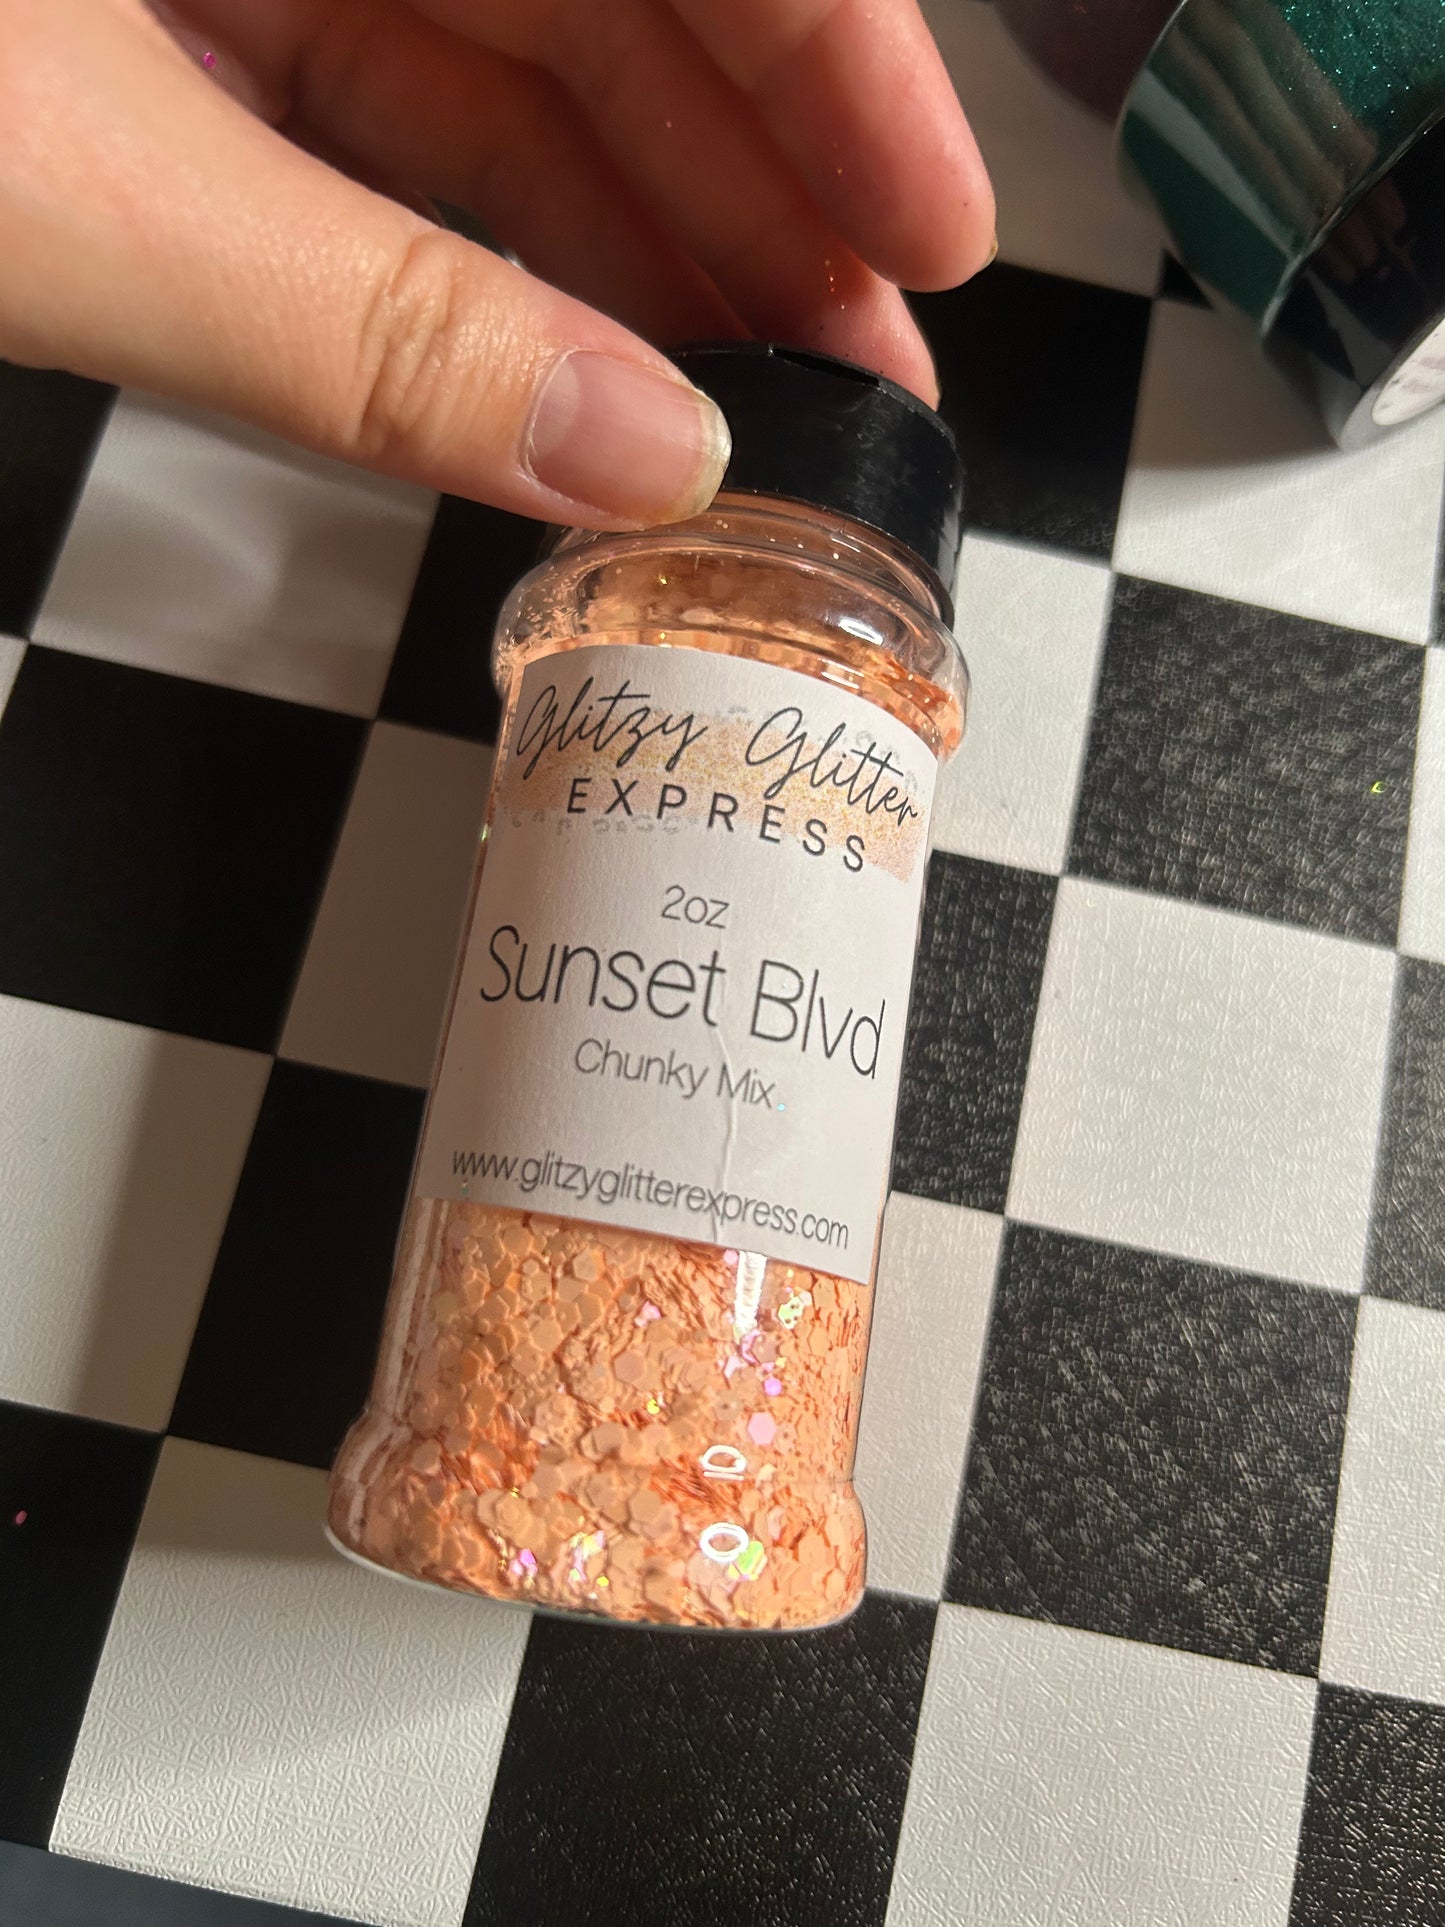 Glitzy Glitter
EXPRESS
2oz
Sunset Blvd
Chunky Mix
www.glitzyglitterexpress.com